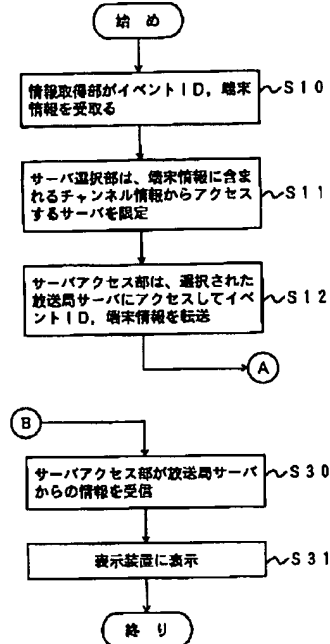 始め
情報取得部がイベントID,端末
情報を受取る
S10
サーバ選択部は、端末情報に含ま
れるチャンネル情報からアクセス
するサーバを限定
S11
サーバアクセス部は、選択された
放送局サーバにアクセスしてイベ
ントID,端末情報を転送
S12
A
B
サーバアクセス部が放送局サーバ
からの情報を受信
S30
表示装置に表示
S31
終り